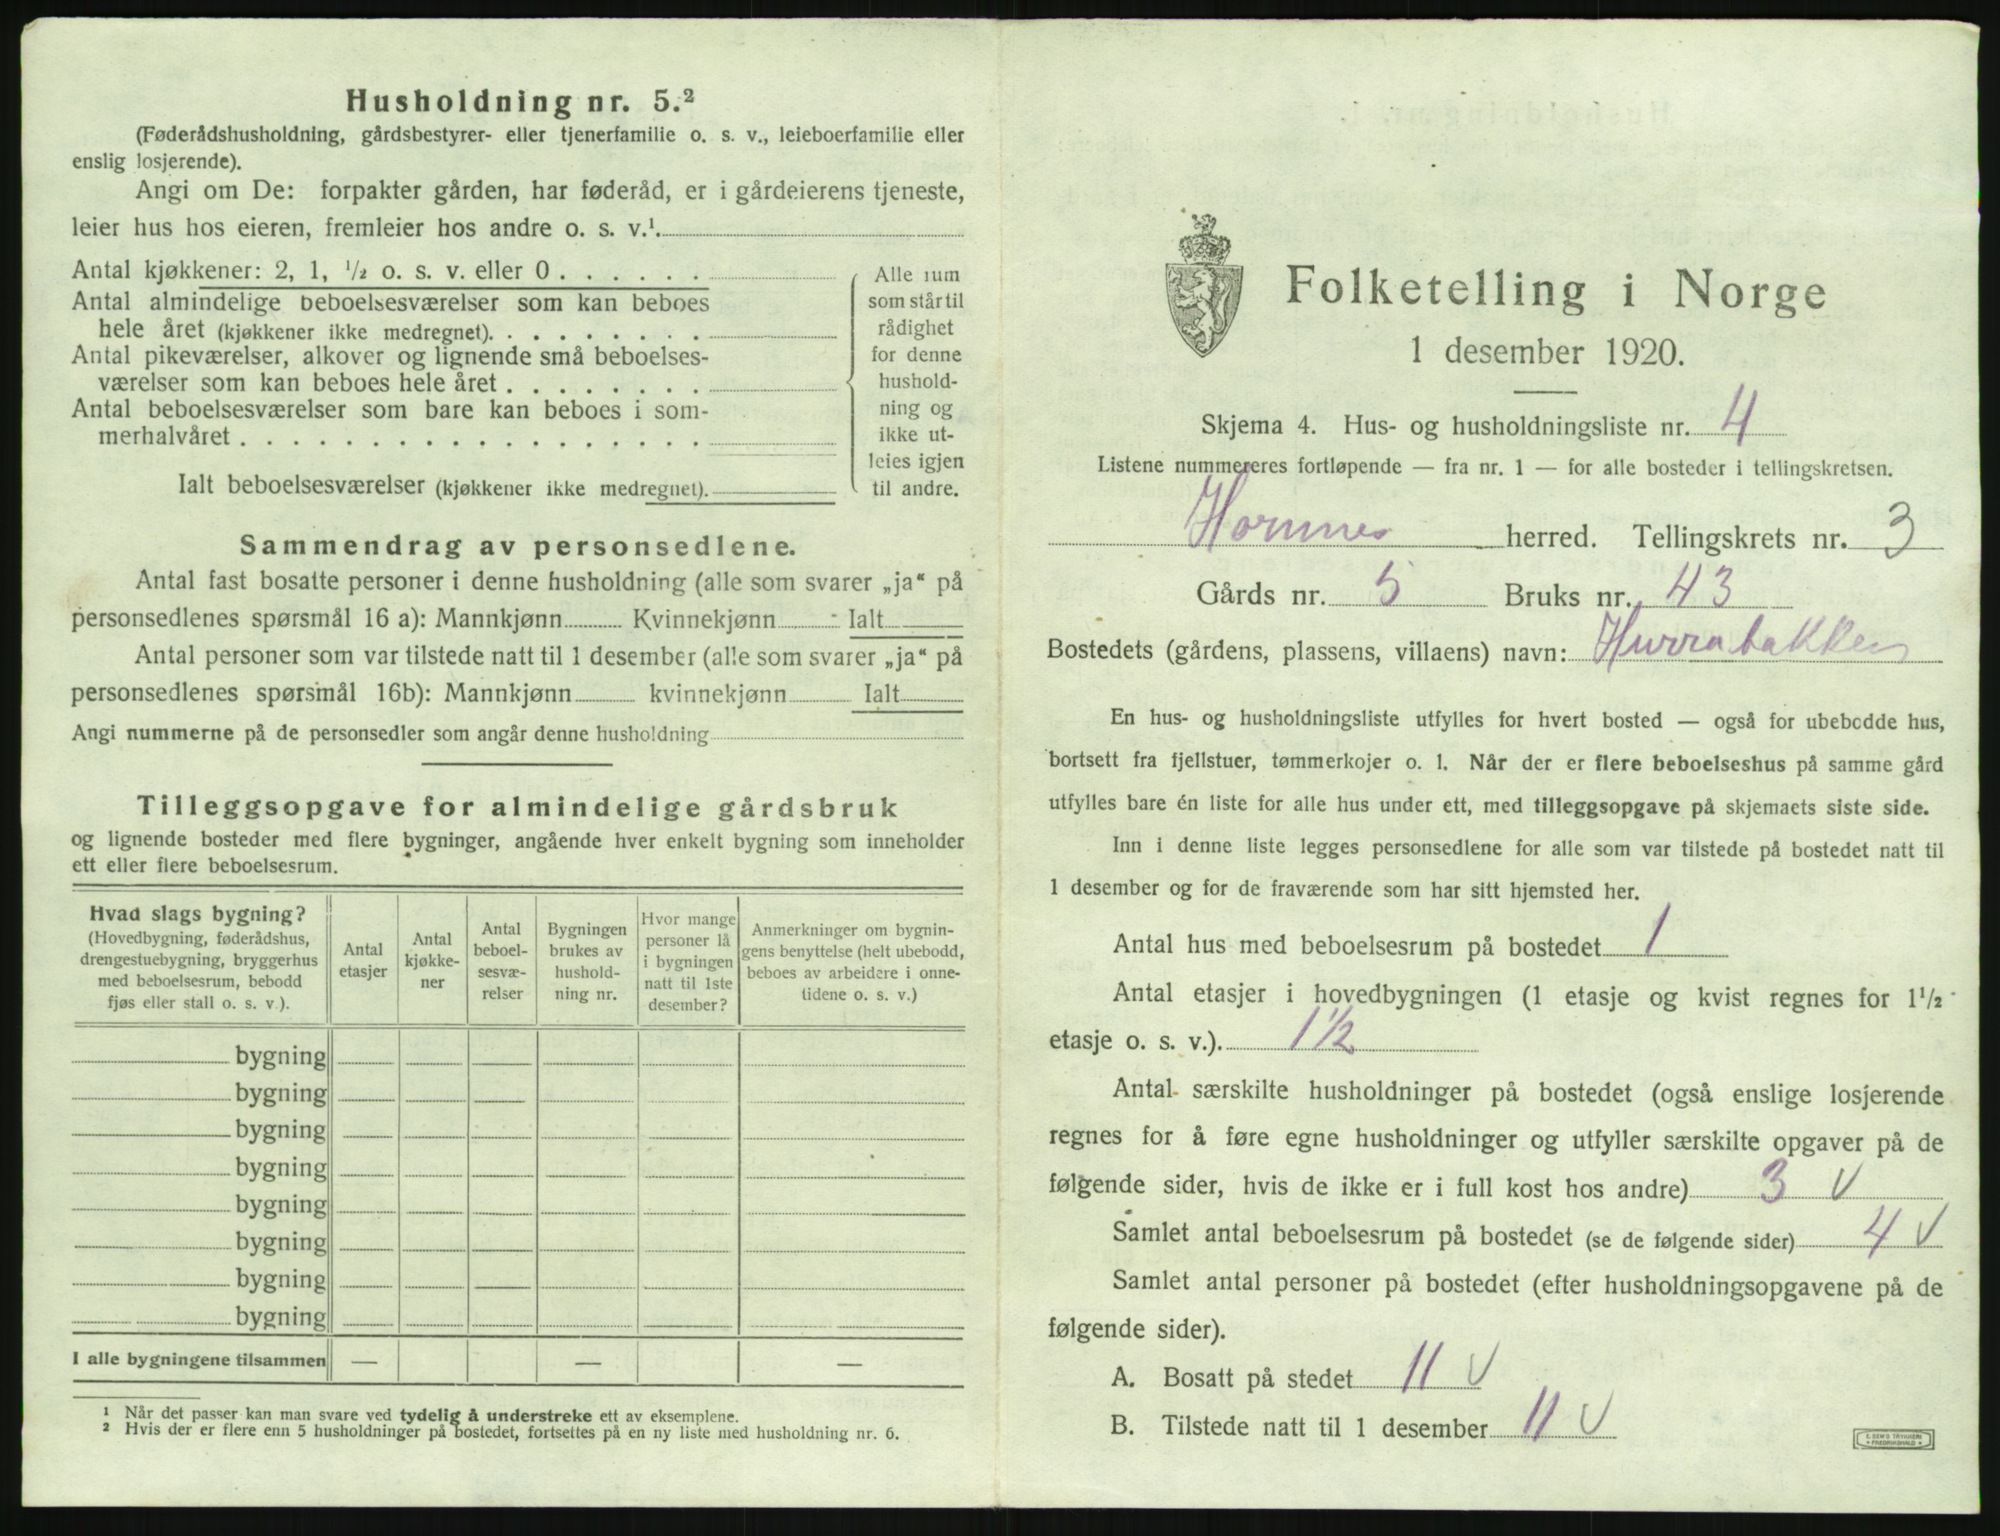 Husholdning nr. 5.²
(Føderådshusholdning, gårdsbestyrer- eller tjenerfamilie o. s. v., leieboerfamilie eller
enslig losjerende).
Angi om De: forpakter gården, har føderåd, er i gårdeierens tjeneste,
leier hus hos eieren, fremleier hos andre o. s. v.¹.
Antal kjøkkener: 2, 1, ½ o. s. v. eller 0 . . . . . .
Antal almindelige beboelsesværelser som kan beboes
hele året (kjøkkener ikke medregnet). . . . . . . . .
Antal pikeværelser, alkover og lignende små beboelses-
værelser som kan beboes hele året . . . . . . . .
Antal beboelsesværelser som bare kan beboes i som-
merhalvåret . . . . . . . . . . . . . . . . . .
Ialt beboelsesværelser (kjøkkener ikke medregnet).
Alle rum
som står til
rådighet
for denne
hushold-
ning og
ikke ut-
leies igjen
til andre.
Sammendrag av personsedlene.
Antal fast bosatte personer i denne husholdning (alle som svarer „ja“ på
personsedlenes spørsmål 16 a): Mannkjønn Kvinnekjønn Ialt
Antal personer som var tilstede natt til 1 desember (alle som svarer „ja“ på
personsedlenes spørsmål 16b): Mannkjønn kvinnekjønn Ialt
Angi nummerne på de personsedler som angår denne husholdning
Tilleggsopgave for almindelige gårdsbruk
og lignende bosteder med flere bygninger, angående hver enkelt bygning som inneholder
ett eller flere beboelsesrum.
Hvad slags bygning?
(Hovedbygning, føderådshus,
drengestuebygning, bryggerhus
med beboelsesrum, bebodd
fjøs eller stall o. s. v.).
Antal
etasjer
Antal
kjøkke-
ner
Antal
beboel-
sesvæ-
relser
Bygningen
brukes av
hushold-
ning nr.
Hvor mange
personer lå
i bygningen
natt til 1ste
desember?
Anmerkninger om bygnin-
gens benyttelse (helt ubebodd,
beboes av arbeidere i onne-
tidene o. s. v.)
bygning
bygning
bygning
bygning
bygning
bygning
bygning
bygning
I alle bygningene tilsammen — — —
¹ Når det passer kan man svare ved tydelig å understreke ett av eksemplene.
² Hvis der er flere enn 5 husholdninger på bostedet, fortsettes på en ny liste med husholdning nr. 6.
Folketelling i Norge
1 desember 1920.
Skjema 4. Hus- og husholdningsliste nr. 4
Listene nummereres fortløpende — fra nr. 1 — for alle bosteder i tellingskretsen.
Hornnes herred. Tellingskrets nr. 3
Gårds nr. 5 Bruks nr. 43
Bostedets (gårdens, plassens, villaens) navn: Hurrabakken
En hus- og husholdningsliste utfylles for hvert bosted — også for ubebodde hus,
bortsett fra fjellstuer, tømmerkojer o. l. Når der er flere beboelseshus på samme gård
utfylles bare én liste for alle hus under ett, med tilleggsopgave på skjemaets siste side.
Inn i denne liste legges personsedlene for alle som var tilstede på bostedet natt til
1 desember og for de fraværende som har sitt hjemsted her.
Antal hus med beboelsesrum på bostedet 1
Antal etasjer i hovedbygningen (1 etasje og kvist regnes for 1½
etasje o. s. v.). 1 ½
Antal særskilte husholdninger på bostedet (også enslige losjerende
regnes for å føre egne husholdninger og utfyller særskilte opgaver på de
følgende sider, hvis de ikke er i full kost hos andre) 3 V
Samlet antal beboelsesrum på bostedet (se de følgende sider) 4 V
Samlet antal personer på bostedet (efter husholdningsopgavene på de
følgende sider).
A. Bosatt på stedet 11 V
B. Tilstede natt til 1 desember 11 V